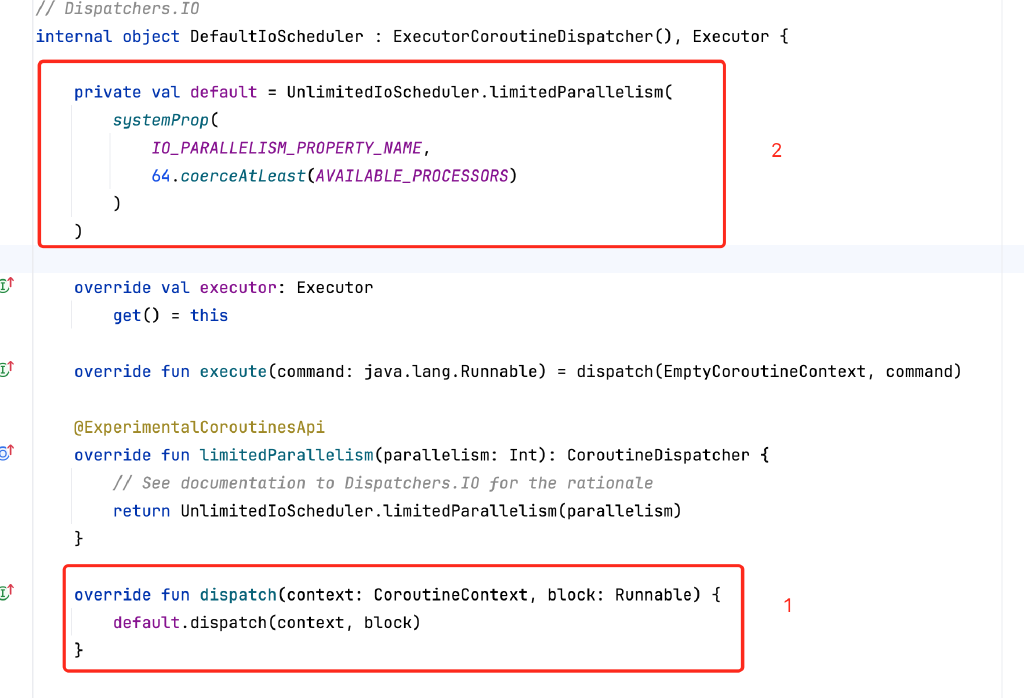 // Dispatchers.IO
internal object DefaultIoScheduler : ExecutorCoroutineDispatcher(), Executor {
private val default = UnlimitedIoScheduler.limitedParallelism(
systemProp(
IO_PARALLELISM_PROPERTY_NAME,
2
64.coerceAtLeast(AVAILABLE_PROCESSORS)
)
)
override val executor: Executor
get() = this
override fun execute(command: java.lang.Runnable) = dispatch(EmptyCoroutineContext, command)
@ExperimentalCoroutinesApi
override fun limitedParallelism(parallelism: Int): CoroutineDispatcher {
// See documentation to Dispatchers.IO for the rationale
return UnlimitedIoScheduler.limitedParallelism(parallelism)
}
override fun dispatch(context: CoroutineContext, block: Runnable) {
1
default.dispatch(context, block)
}